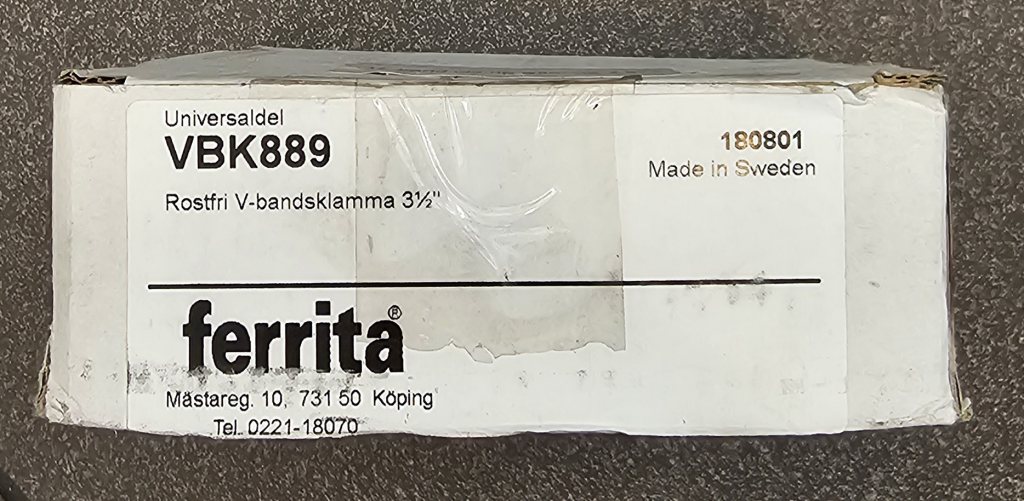 Universaldel
VBK889
180801
Made in Sweden
Rostfri V-bandsklamma 3½"
ferrita®
Mästareg. 10, 731 50 Köping
Tel. 0221-18070